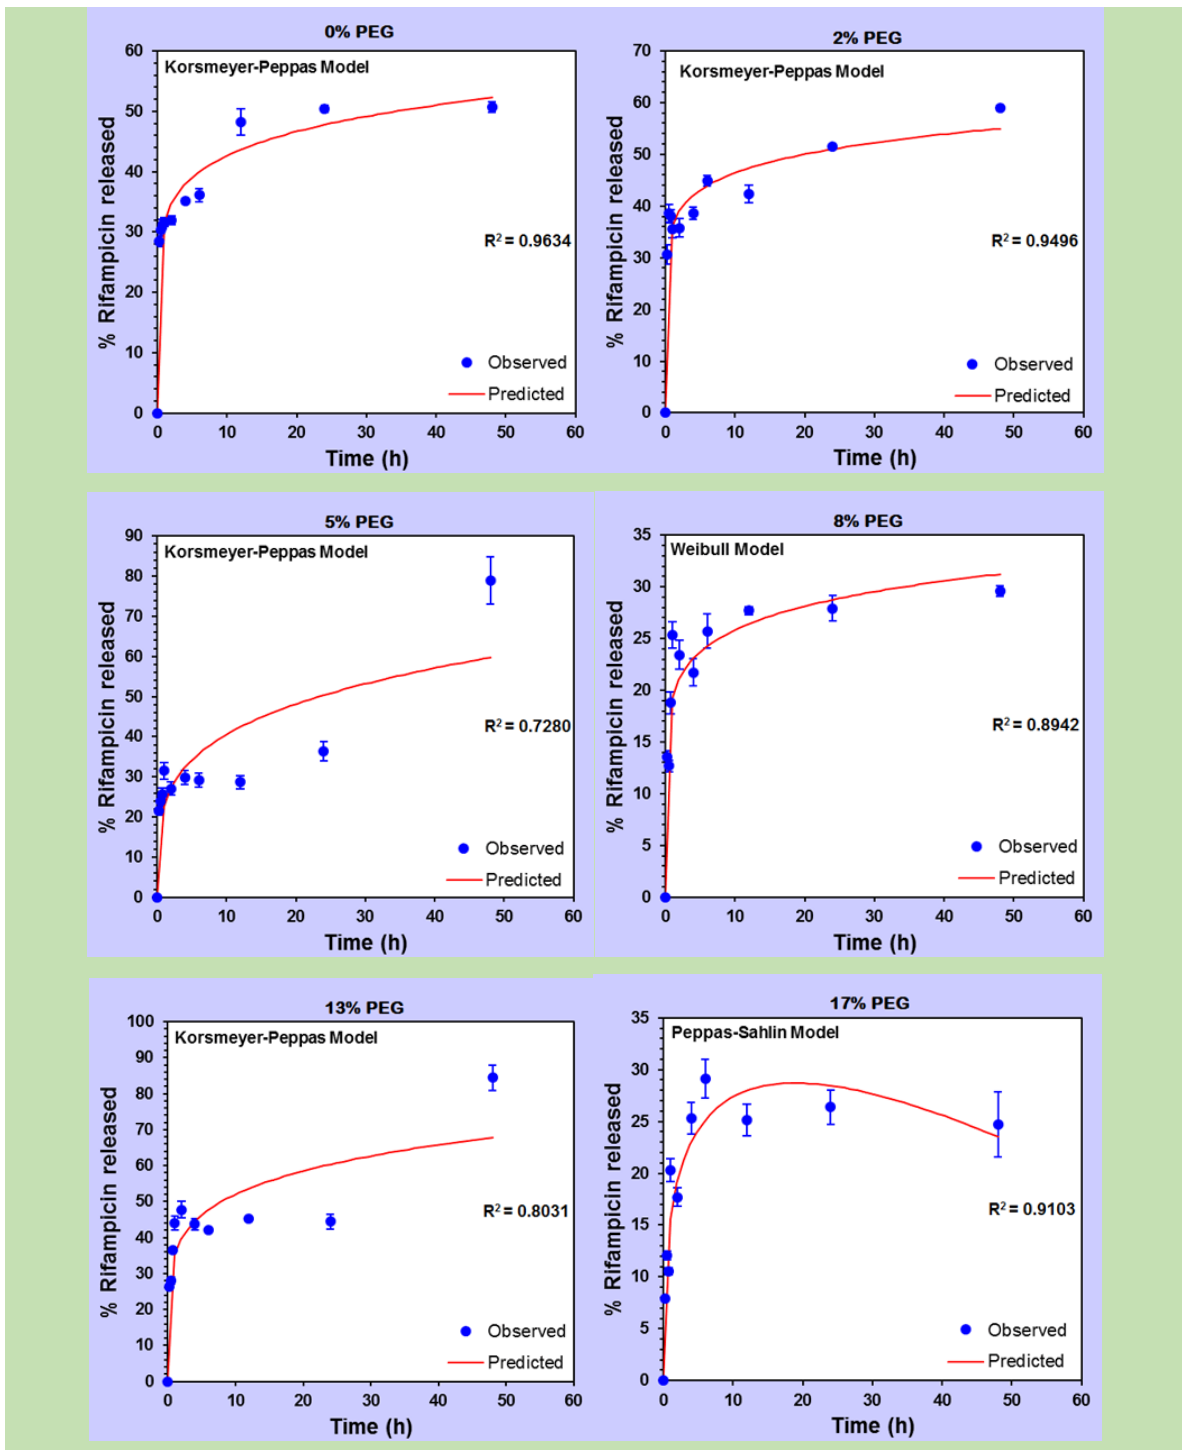 0% PEG
Korsmeyer-Peppas Model
% Rifampicin released
60
50
40
30
20
10
0
R² = 0.9634
Observed
Predicted
0 10 20 30 40 50 60
Time (h)
2% PEG
Korsmeyer-Peppas Model
% Rifampicin released
70
60
50
40
30
20
10
0
R² = 0.9496
Observed
Predicted
0 10 20 30 40 50 60
Time (h)
5% PEG
Korsmeyer-Peppas Model
% Rifampicin released
90
80
70
60
50
40
30
20
10
0
R² = 0.7280
Observed
Predicted
0 10 20 30 40 50 60
Time (h)
8% PEG
Weibull Model
% Rifampicin released
35
30
25
20
15
10
5
0
R² = 0.8942
Observed
Predicted
0 10 20 30 40 50 60
Time (h)
13% PEG
Korsmeyer-Peppas Model
% Rifampicin released
100
90
80
70
60
50
40
30
20
10
0
R² = 0.8031
Observed
Predicted
0 10 20 30 40 50 60
Time (h)
17% PEG
Peppas-Sahlin Model
% Rifampicin released
35
30
25
20
15
10
5
0
R² = 0.9103
Observed
Predicted
0 10 20 30 40 50 60
Time (h)